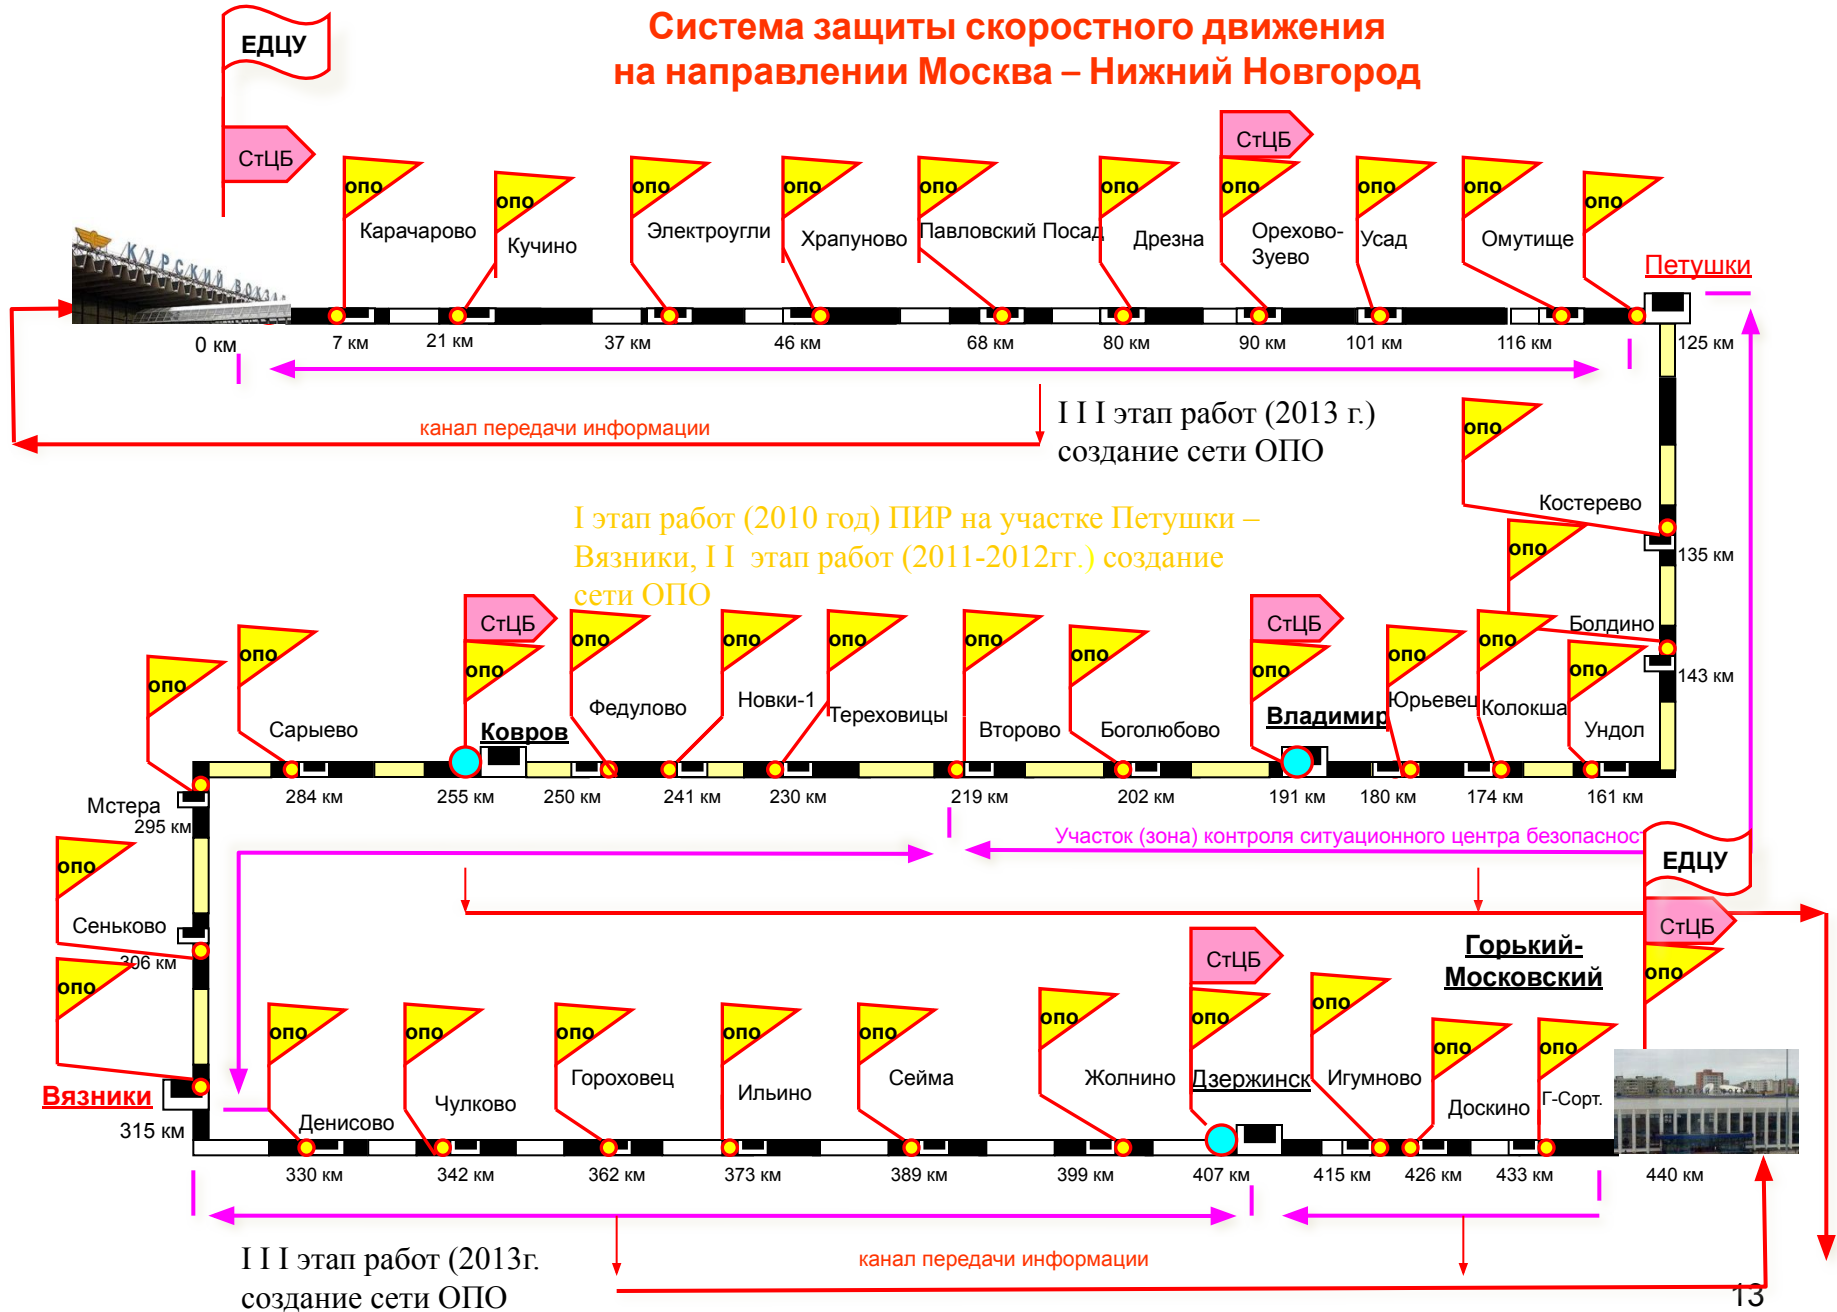 Система защиты скоростного движения
на направлении Москва – Нижний Новгород
ЕДЦУ
СтЦБ
СтЦБ
опо
опо
опо
опо
опо
опо
опо
опо
опо
опо
Карачарово
Кучино
Электроугли
Храпуново
Павловский Посад
Дрезна
Орехово-
Зуево
Усад
Омутище
Петушки
КУРСКИЙ ВОКЗАЛ
0 км
7 км
21 км
37 км
46 км
68 км
80 км
90 км
101 км
116 км
125 км
канал передачи информации
I I I этап работ (2013 г.)
создание сети ОПО
опо
Костерево
135 км
опо
Болдино
143 км
I этап работ (2010 год) ПИР на участке Петушки –
Вязники, I I этап работ (2011-2012гг.) создание
сети ОПО
СтЦБ
СтЦБ
опо
опо
опо
опо
опо
опо
опо
опо
опо
опо
опо
опо
опо
Сарыево
Ковров
Федулово
Новки-1
Тереховицы
Второво
Боголюбово
Владимир
Юрьевец
Колокша
Ундол
284 км
255 км
250 км
241 км
230 км
219 км
202 км
191 км
180 км
174 км
161 км
Мстера
295 км
Участок (зона) контроля ситуационного центра безопасност
ЕДЦУ
СтЦБ
опо
опо
Сеньково
306 км
опо
Вязники
315 км
СтЦБ
Горький-
Московский
опо
опо
опо
опо
опо
опо
опо
опо
опо
опо
Денисово
Чулково
Гороховец
Ильино
Сейма
Жолнино
Дзержинск
Игумново
Доскино
Г-Сорт.
МОСКОВСКИЙ ВОКЗАЛ
330 км
342 км
362 км
373 км
389 км
399 км
407 км
415 км
426 км
433 км
440 км
I I I этап работ (2013г.
создание сети ОПО
канал передачи информации
13